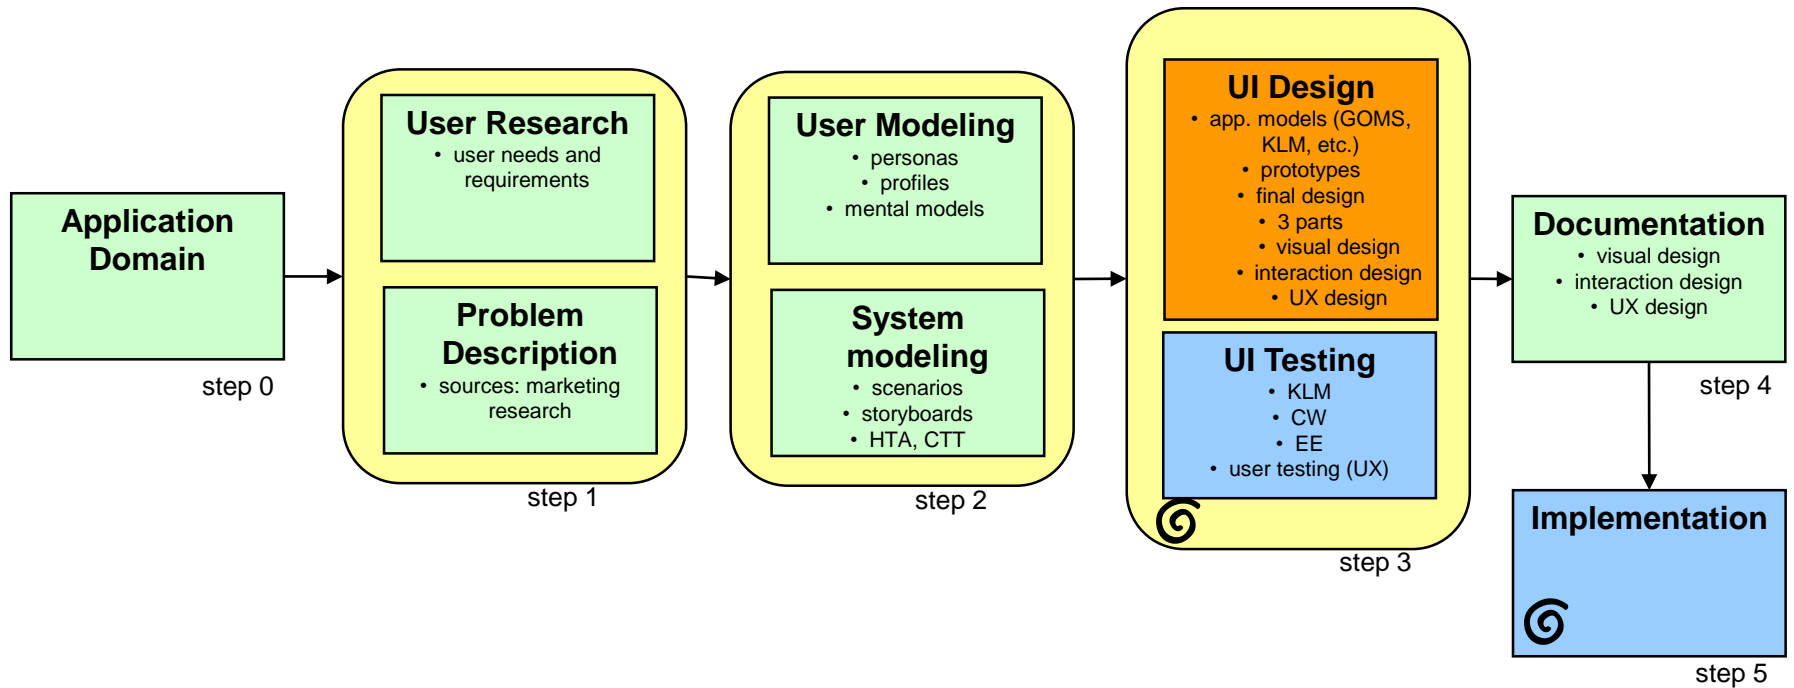 Application
Domain
step 0
User Research
• user needs and
requirements
Problem
Description
• sources: marketing
research
step 1
User Modeling
• personas
• profiles
• mental models
System
modeling
• scenarios
• storyboards
• HTA, CTT
step 2
UI Design
• app. models (GOMS,
KLM, etc.)
• prototypes
• final design
• 3 parts
• visual design
• interaction design
• UX design
UI Testing
• KLM
• CW
• EE
• user testing (UX)
step 3
Documentation
• visual design
• interaction design
• UX design
step 4
Implementation
step 5